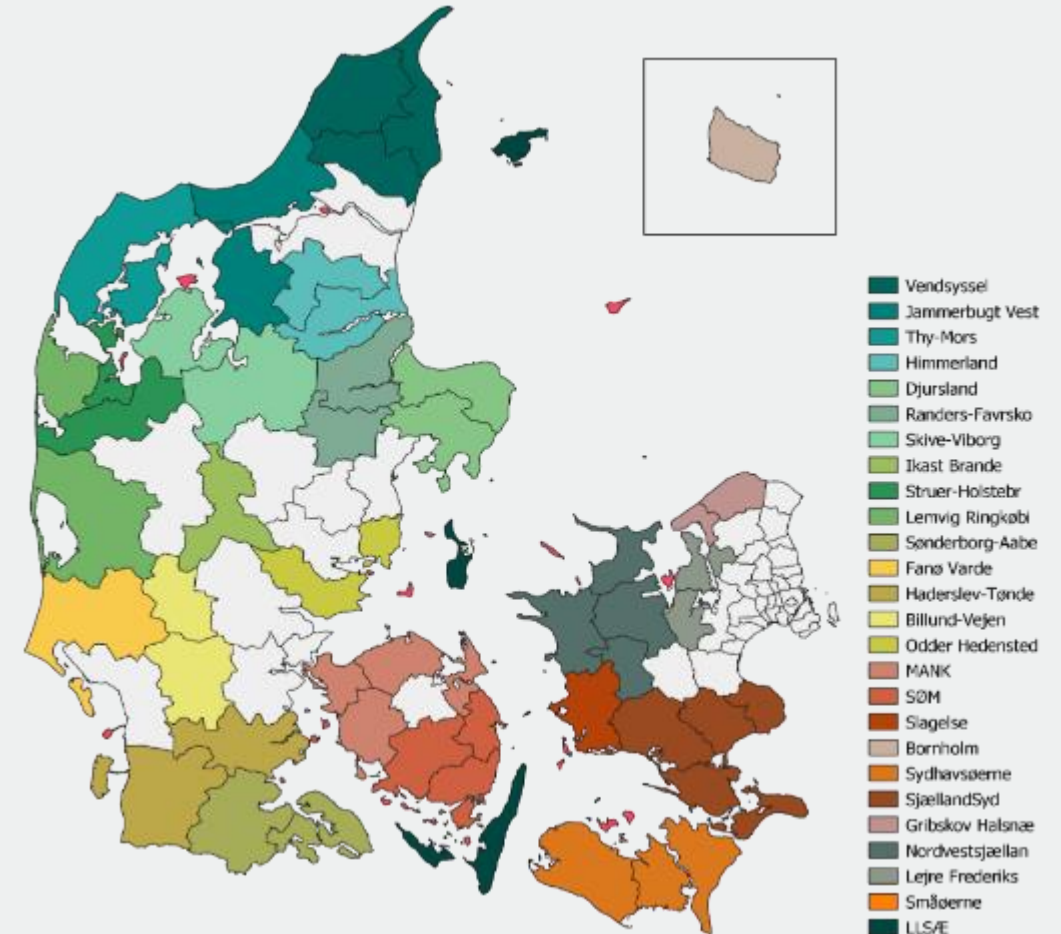 Vendsyssel
Jammerbugt Vest
Thy-Mors
Himmerland
Djursland
Randers-Favrsko
Skive-Viborg
Ikast Brande
Struer-Holstebr
Lemvig Ringkøbi
Sønderborg-Aabe
Fanø Varde
Haderslev-Tønde
Billund-Vejen
Odder Hedensted
MANK
SØM
Slagelse
Bornholm
Sydhavsøerne
SjællandSyd
Gribskov Halsnæ
Nordvestsjællan
Lejre Frederiks
Småøerne
LLSÆ